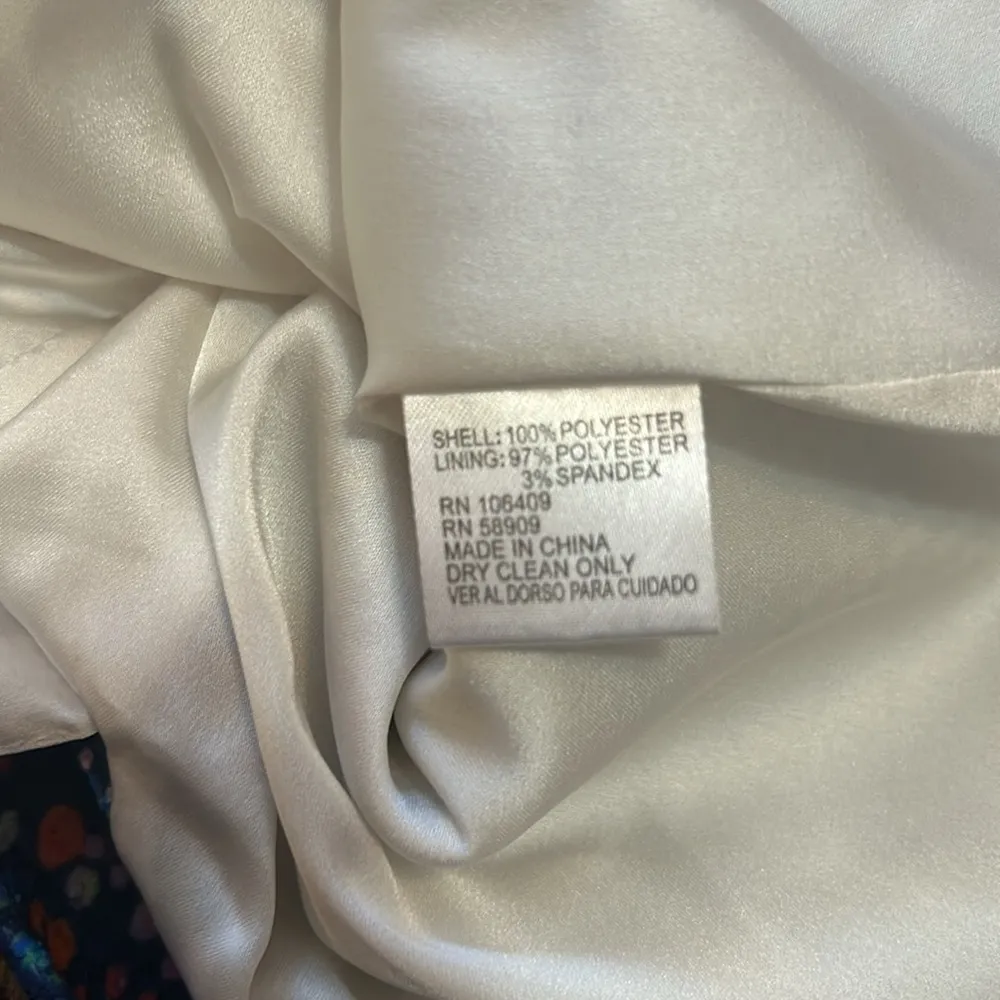 SHELL: 100% POLYESTER
LINING: 97% POLYESTER
3% SPANDEX
RN 106409
RN 58909
MADE IN CHINA
DRY CLEAN ONLY
VER AL DORSO PARA CUIDADO